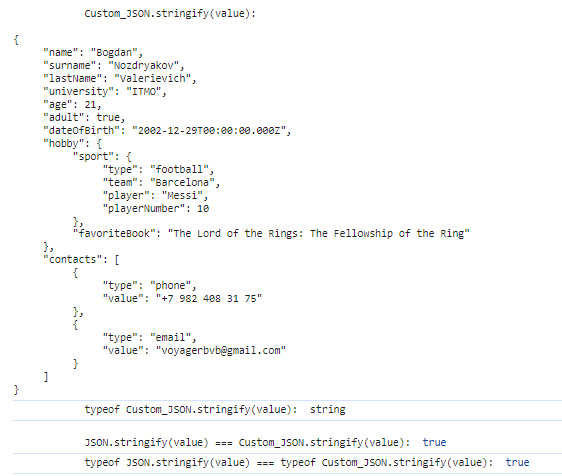 Custom_JSON.stringify(value):
{
"name": "Bogdan",
"surname": "Nozdryakov",
"lastName": "Valerievich",
"university": "ITMO",
"age": 21,
"adult": true,
"dateOfBirth": "2002-12-29T00:00:00.000Z",
"hobby": {
"sport": {
"type": "football",
"team": "Barcelona",
"player": "Messi",
"playerNumber": 10
},
"favoriteBook": "The Lord of the Rings: The Fellowship of the Ring"
},
"contacts": [
{
"type": "phone",
"value": "+7 982 408 31 75"
},
{
"type": "email",
"value": "voyagerbvb@gmail.com"
}
]
}
typeof Custom_JSON.stringify(value): string
JSON.stringify(value) === Custom_JSON.stringify(value): true
typeof JSON.stringify(value) === typeof Custom_JSON.stringify(value): true